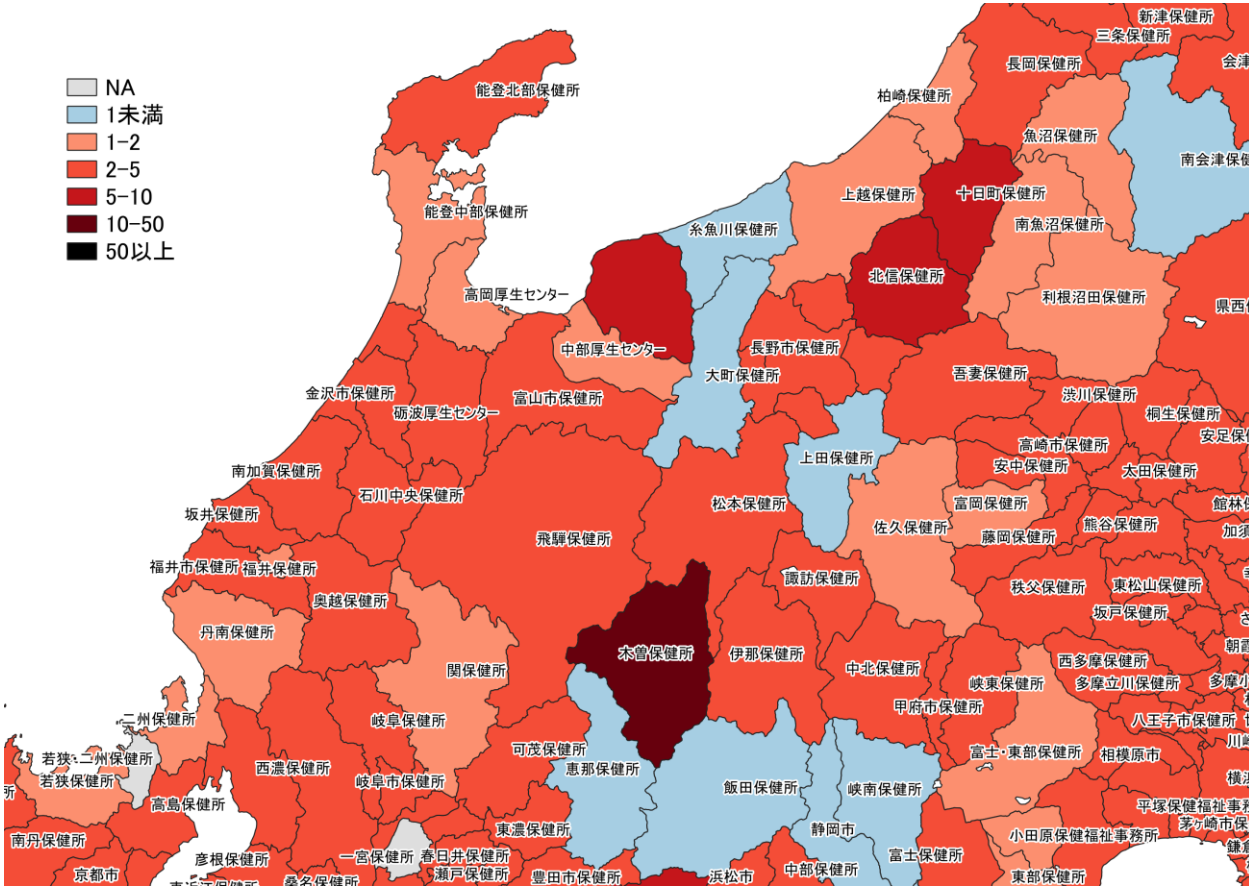 NA
1未満
1-2
2-5
5-10
10-50
50以上
新津保健所
三条保健所
長岡保健所
能登北部保健所
柏崎保健所
魚沼保健所
南会津保健
上越保健所
十日町保健所
能登中部保健所
南魚沼保健所
糸魚川保健所
北信保健所
高岡厚生センター
利根沼田保健所
県西
中部厚生センター
長野市保健所
大町保健所
吾妻保健所
金沢市保健所
砺波厚生センター
富山市保健所
渋川保健所
桐生保健所
安足保
高崎市保健所
上田保健所
安中保健所
太田保健所
南加賀保健所
石川中央保健所
松本保健所
富岡保健所
館林保
坂井保健所
佐久保健所
熊谷保健所
加須
飛騨保健所
藤岡保健所
福井市保健所
福井保健所
諏訪保健所
秩父保健所
東松山保健所
奥越保健所
坂戸保健所
さ
丹南保健所
木曽保健所
伊那保健所
朝霞
関保健所
中北保健所
西多摩保健所
峡東保健所
多摩立川保健所
多摩小
甲府市保健所
二州保健所
岐阜保健所
八王子市保健所
可茂保健所
富士・東部保健所
相模原市
川崎
若狭・二州保健所
西濃保健所
恵那保健所
若狭保健所
岐阜市保健所
飯田保健所
峡南保健所
横浜
所
高島保健所
平塚保健福祉事務
茅ヶ崎市保
東濃保健所
静岡市
小田原保健福祉事務所
南丹保健所
鎌倉
彦根保健所
一宮保健所
春日井保健所
富士保健所
京都市
桑名保健所
瀬戸保健所
豊田市保健所
浜松市
中部保健所
東部保健所
東近江保健所